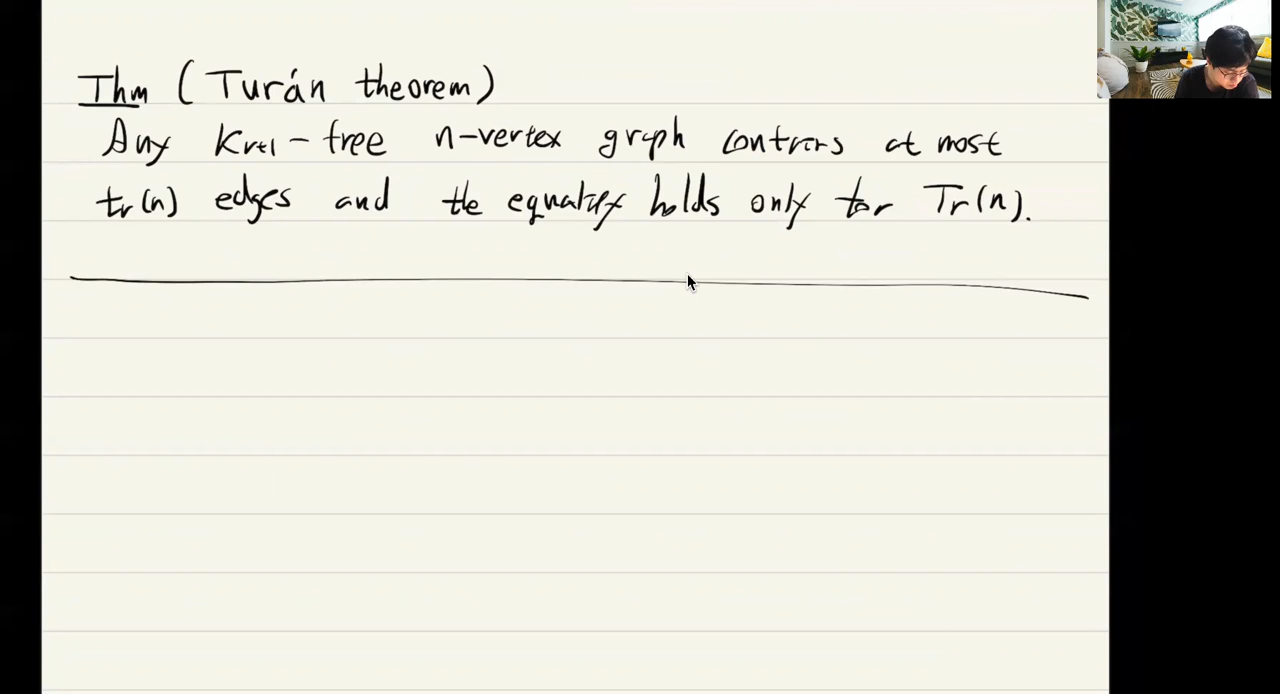 Thm (Turán theorem)
Any Kr+1-free n-vertex graph contains at most
tr(n) edges and the equality holds only for Tr(n).